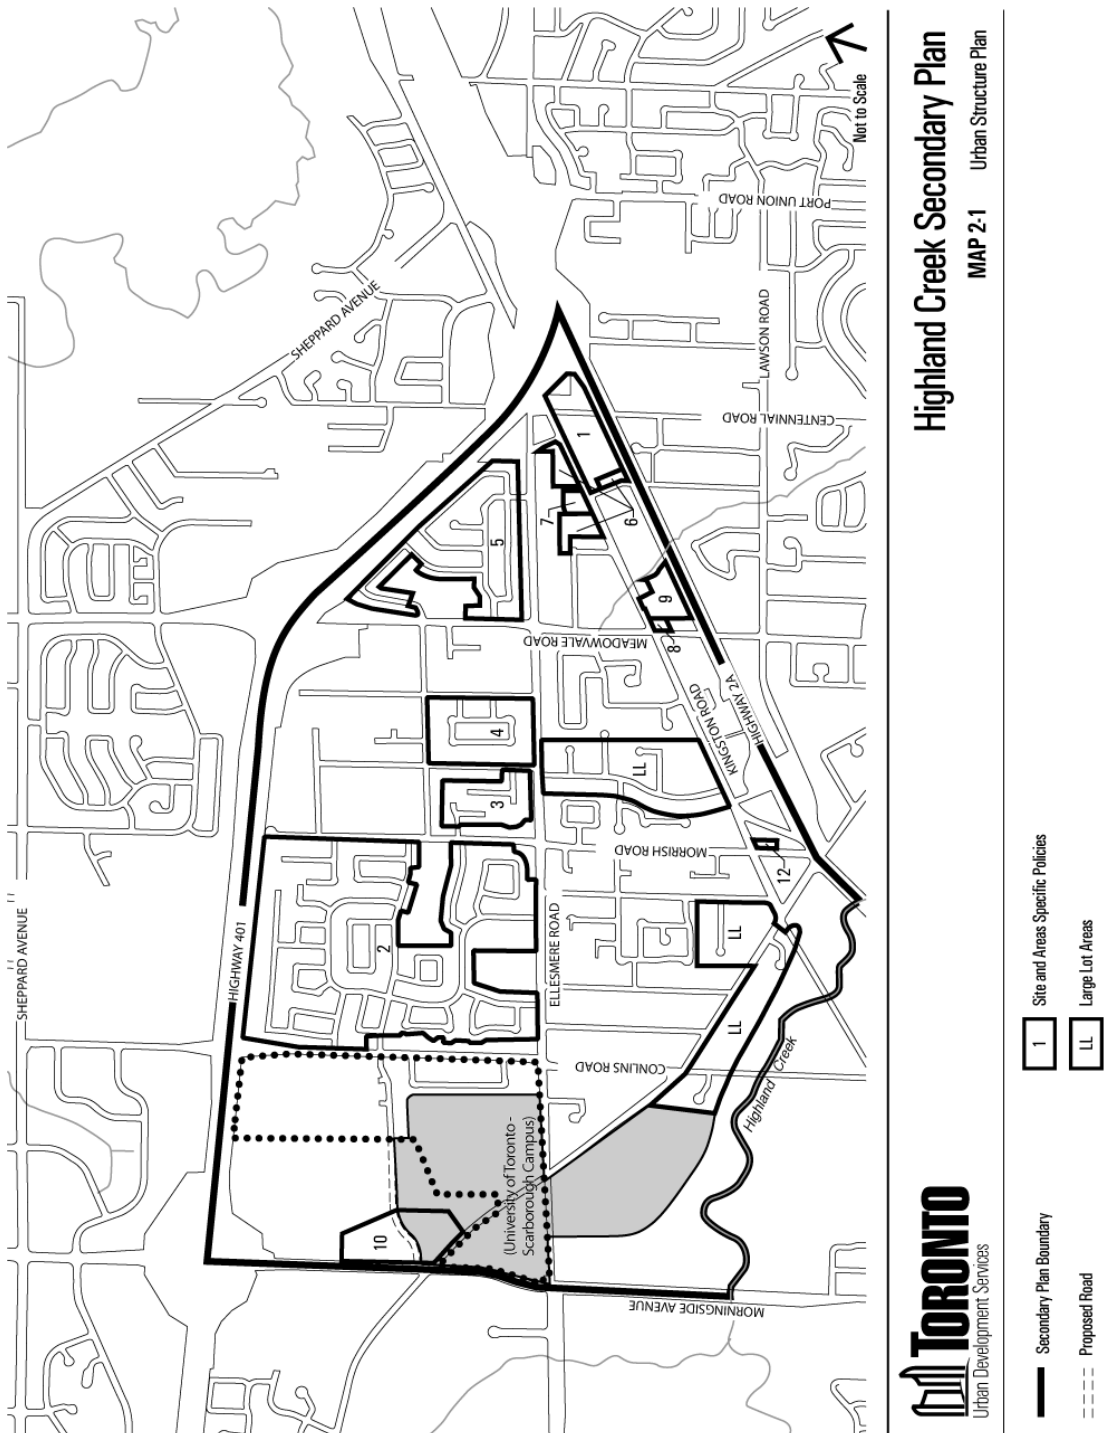 Highland Creek Secondary Plan
MAP 2-1 Urban Structure Plan
Not to Scale
SHEPPARD AVENUE
SHEPPARD AVENUE
HIGHWAY 401
PORT UNION ROAD
LAWSON ROAD
CENTENNIAL ROAD
MEADOWVALE ROAD
KINGSTON ROAD
HIGHWAY 2A
MORRISH ROAD
ELLESMERE ROAD
CONLINS ROAD
MORNINGSIDE AVENUE
Highland Creek
(University of Toronto -
Scarborough Campus)
1
2
3
4
5
6
7
8
9
10
12
LL
LL
LL
TORONTO
Urban Development Services
Secondary Plan Boundary
Proposed Road
1 Site and Areas Specific Policies
LL Large Lot Areas